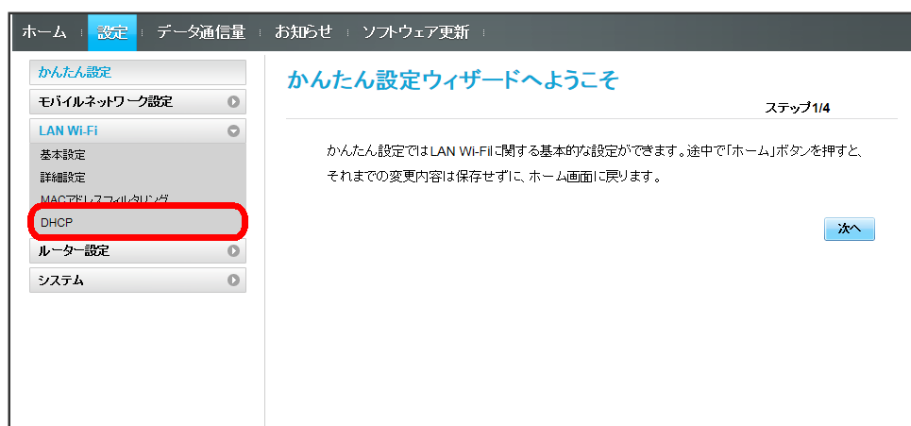 ホーム 設定 データ通信量 お知らせ ソフトウェア更新
かんたん設定
モバイルネットワーク設定
LAN Wi-Fi
基本設定
詳細設定
MACアドレスフィルタリング
DHCP
ルーター設定
システム
かんたん設定ウィザードへようこそ
ステップ1/4
かんたん設定ではLAN Wi-Fiに関する基本的な設定ができます。途中で「ホーム」ボタンを押すと、
それまでの変更内容は保存せずに、ホーム画面に戻ります。
次へ